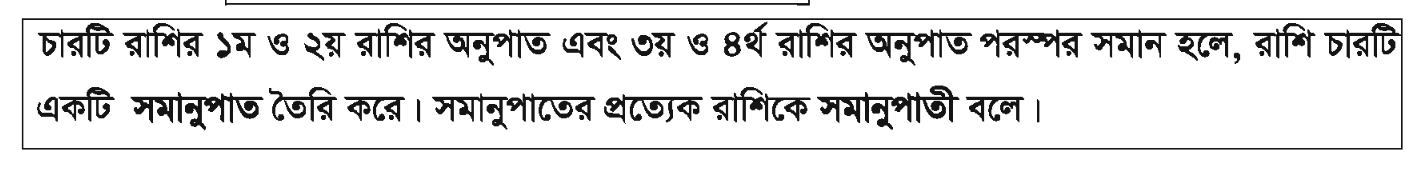 চারটি রাশির ১ম ও ২য় রাশির অনুপাত এবং ৩য় ও ৪র্থ রাশির অনুপাত পরস্পর সমান হলে, রাশি চারটি
একটি সমানুপাত তৈরি করে। সমানুপাতের প্রত্যেক রাশিকে সমানুপাতী বলে।